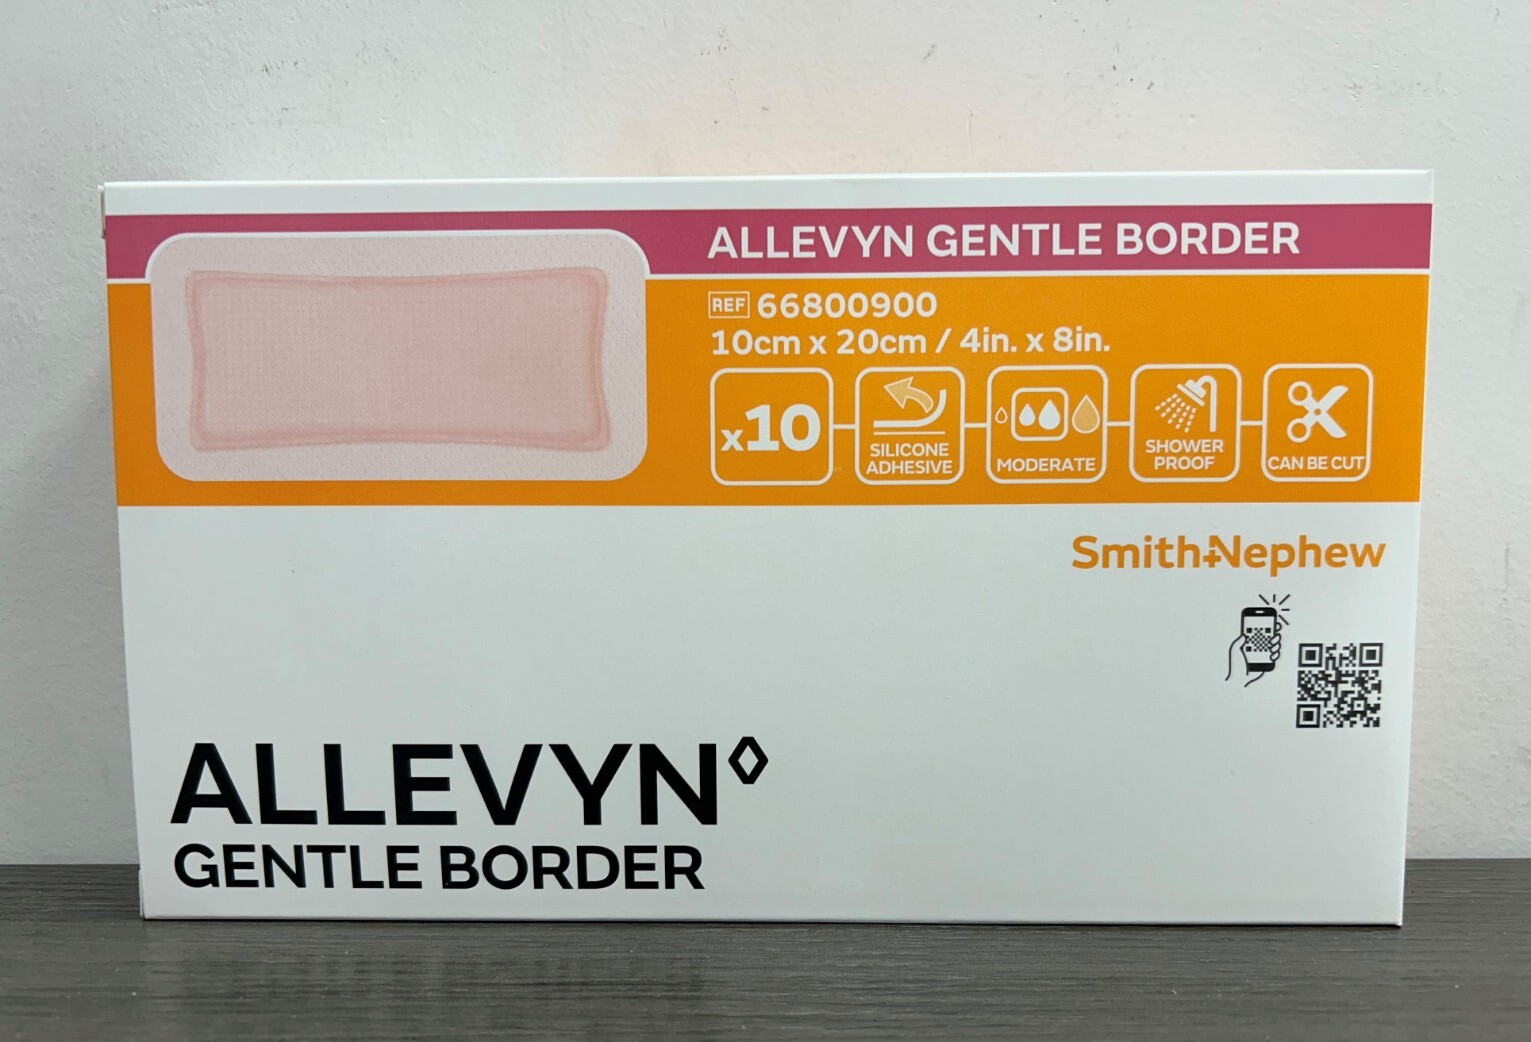 ALLEVYN GENTLE BORDER
REF 66800900
10cm x 20cm / 4in. x 8in.
x10
SILICONE
ADHESIVE
MODERATE
SHOWER
PROOF
CAN BE CUT
Smith+Nephew
ALLEVYN◊
GENTLE BORDER